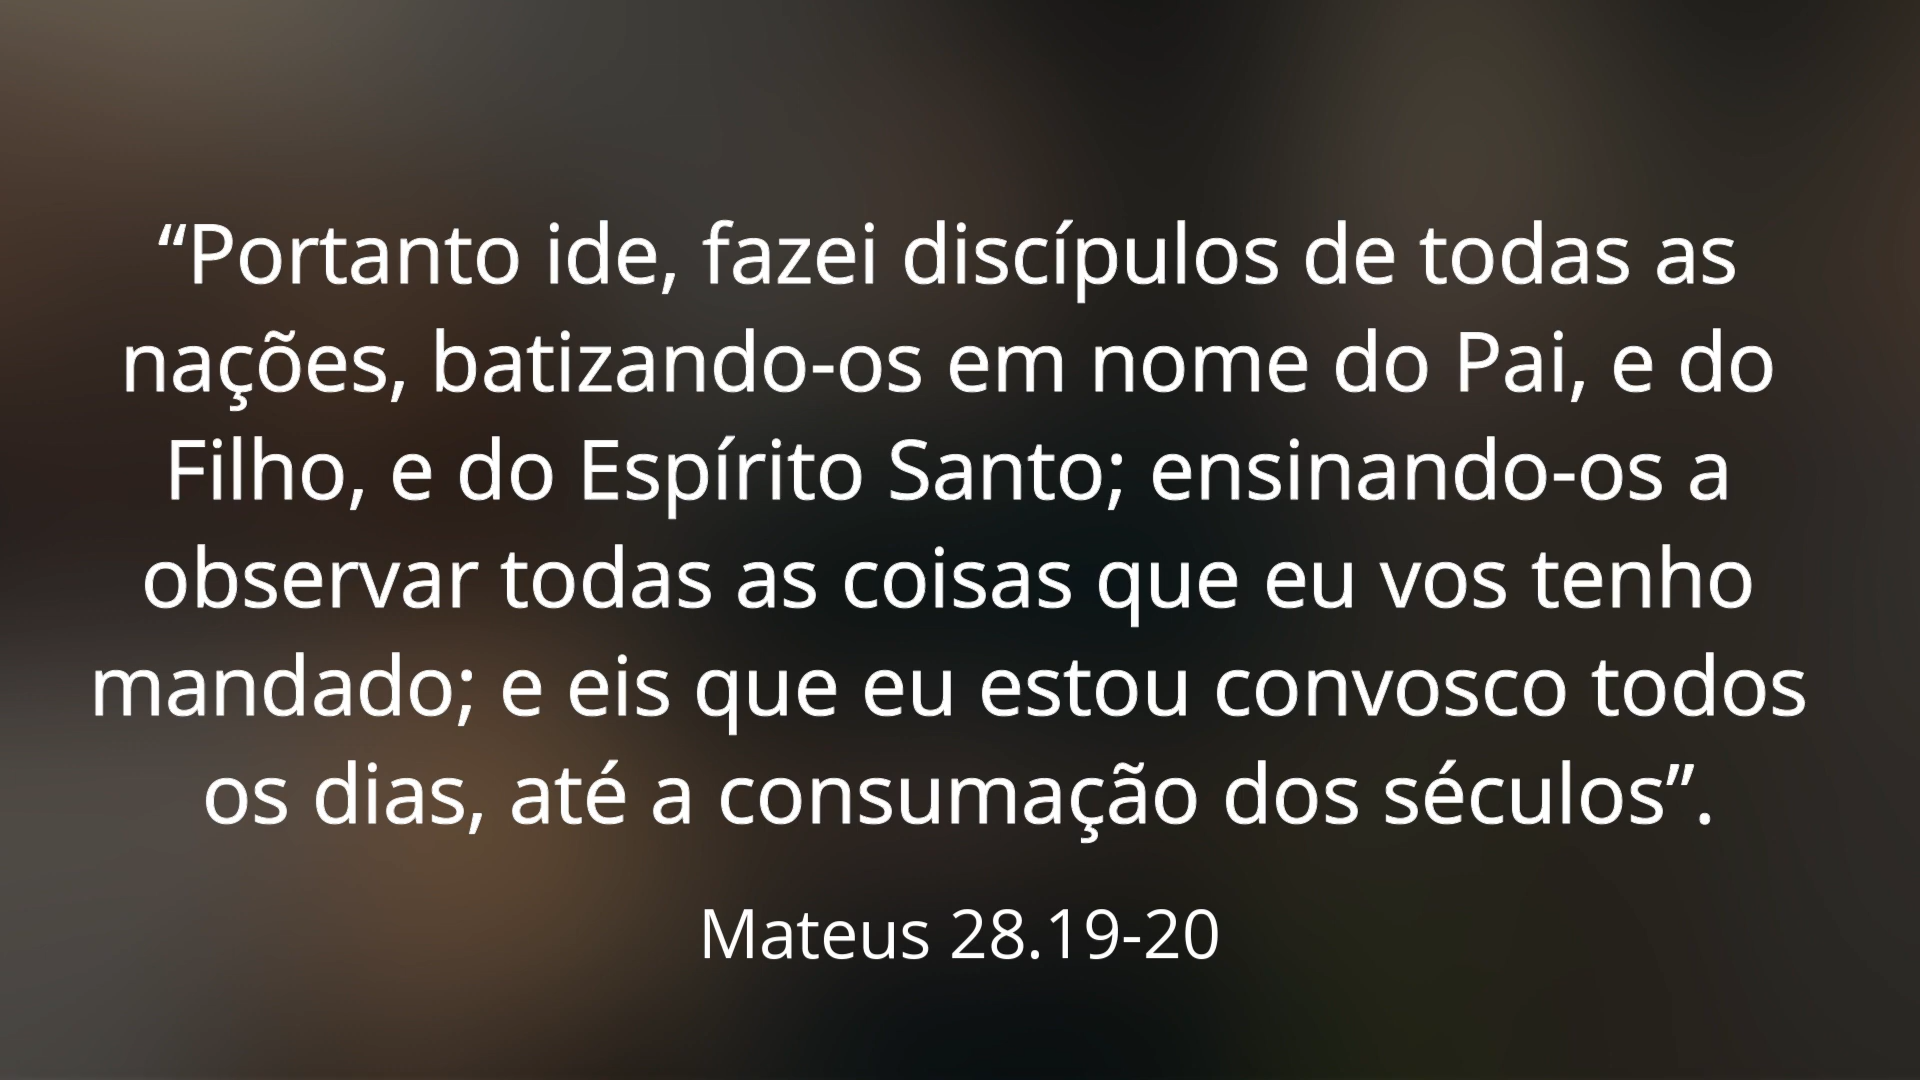 “Portanto ide, fazei discípulos de todas as
nações, batizando-os em nome do Pai, e do
Filho, e do Espírito Santo; ensinando-os a
observar todas as coisas que eu vos tenho
mandado; e eis que eu estou convosco todos
os dias, até a consumação dos séculos”.
Mateus 28.19-20